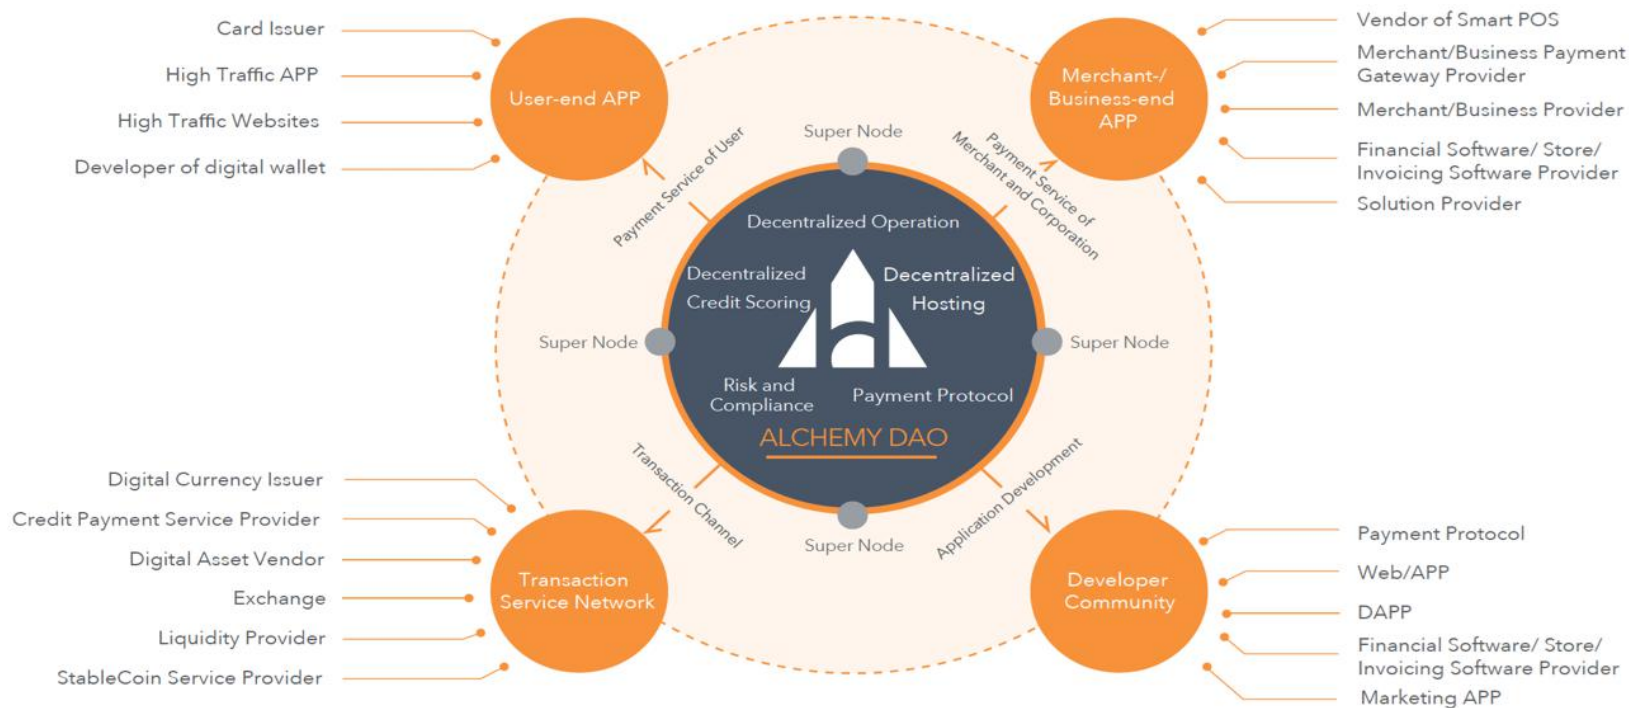 Card Issuer
High Traffic APP
High Traffic Websites
Developer of digital wallet
User-end APP
Merchant-/
Business-end
APP
Vendor of Smart POS
Merchant/Business Payment
Gateway Provider
Merchant/Business Provider
Financial Software/ Store/
Invoicing Software Provider
Solution Provider
Payment Service of User
Super Node
Payment Service of
Merchant and Corporation
Decentralized Operation
Decentralized
Credit Scoring
Decentralized
Hosting
Super Node
Super Node
Risk and
Compliance
Payment Protocol
ALCHEMY DAO
Transaction Channel
Super Node
Application Development
Digital Currency Issuer
Credit Payment Service Provider
Digital Asset Vendor
Exchange
Liquidity Provider
StableCoin Service Provider
Transaction
Service Network
Developer
Community
Payment Protocol
Web/APP
DAPP
Financial Software/ Store/
Invoicing Software Provider
Marketing APP